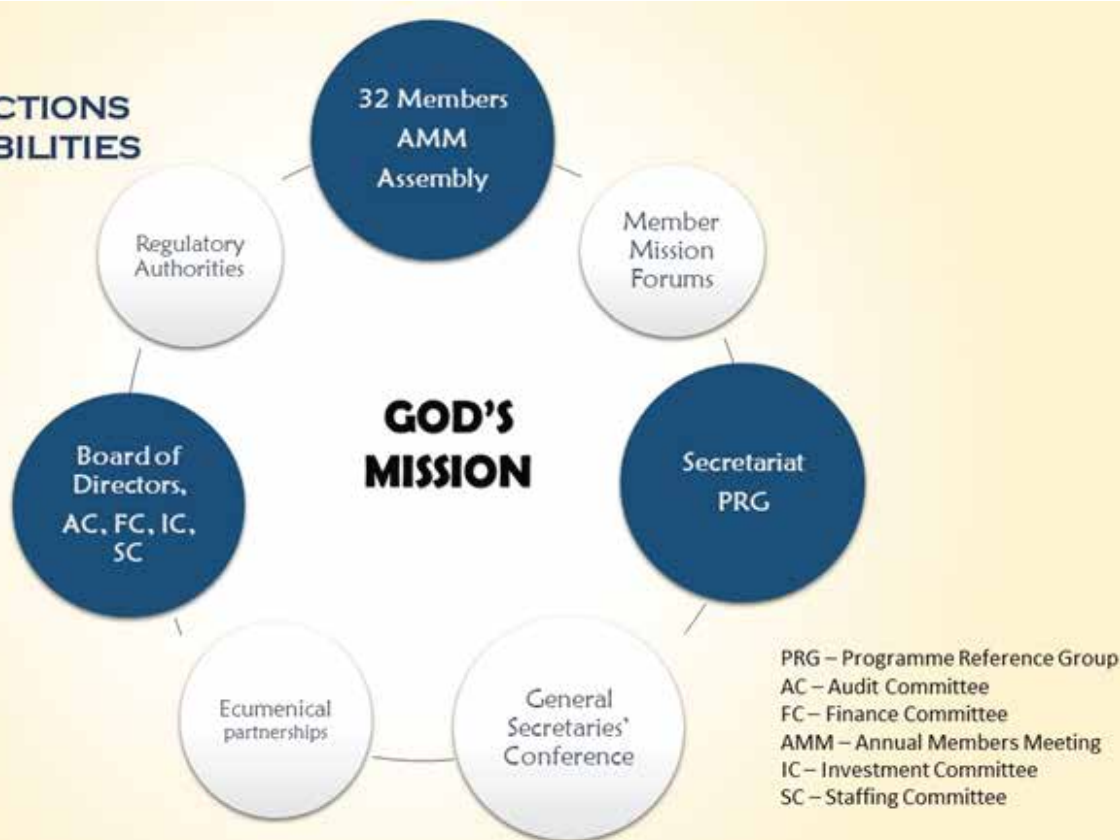 CTIONS
BILITIES
32 Members
AMM
Assembly
Regulatory
Authorities
Member
Mission
Forums
GOD'S
MISSION
Board of
Directors,
AC, FC, IC,
SC
Secretariat
PRG
Ecumenical
partnerships
General
Secretaries'
Conference
PRG – Programme Reference Group
AC – Audit Committee
FC – Finance Committee
AMM – Annual Members Meeting
IC – Investment Committee
SC – Staffing Committee